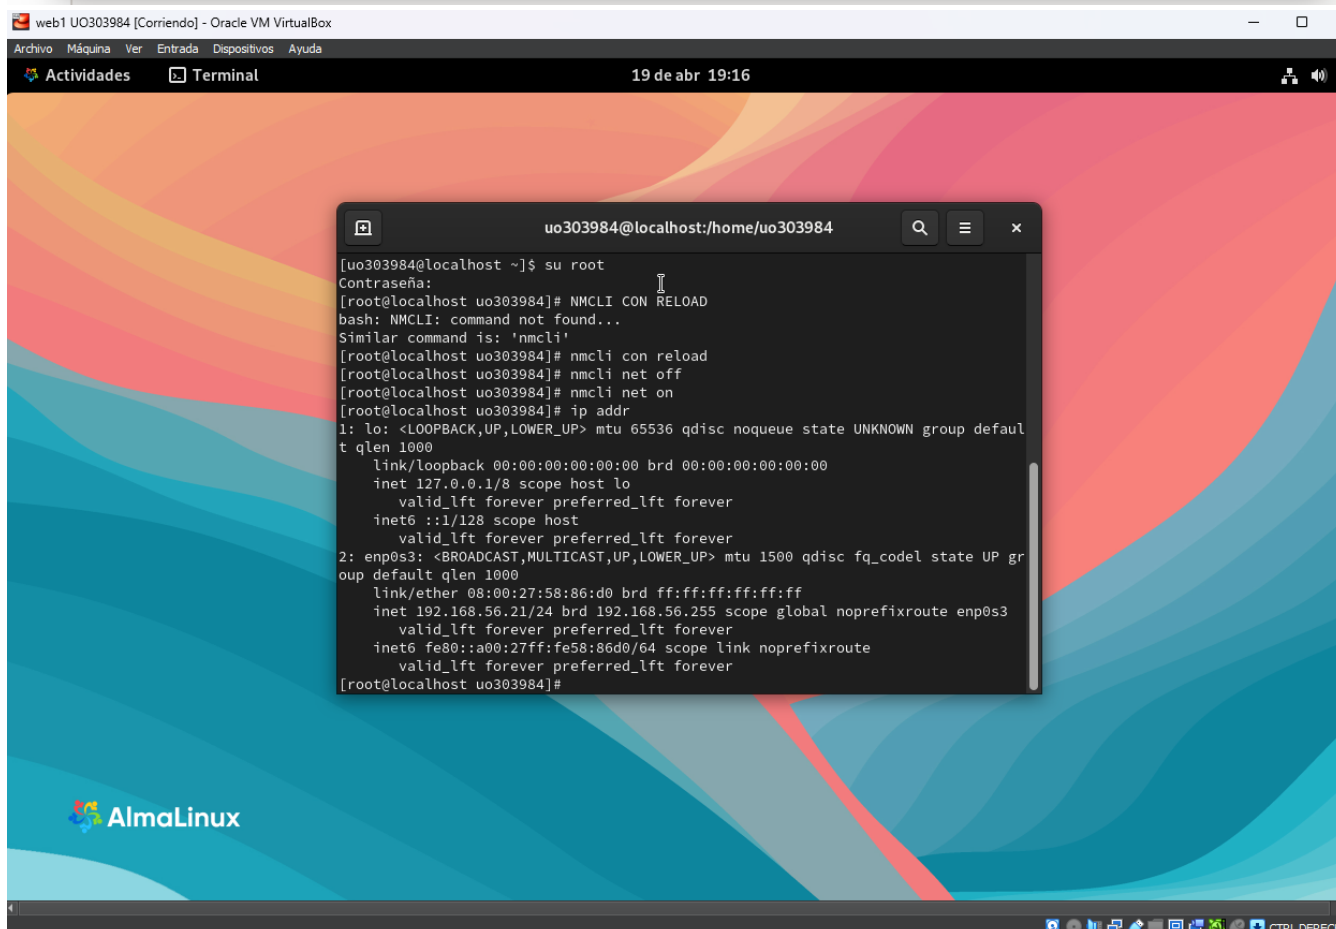 web1 UO303984 [Corriendo] - Oracle VM VirtualBox
Archivo Máquina Ver Entrada Dispositivos Ayuda
Actividades Terminal 19 de abr 19:16
uo303984@localhost:/home/uo303984
[uo303984@localhost ~]$ su root
Contraseña:
[root@localhost uo303984]# NMCLI CON RELOAD
bash: NMCLI: command not found...
Similar command is: 'nmcli'
[root@localhost uo303984]# nmcli con reload
[root@localhost uo303984]# nmcli net off
[root@localhost uo303984]# nmcli net on
[root@localhost uo303984]# ip addr
1: lo: <LOOPBACK,UP,LOWER_UP> mtu 65536 qdisc noqueue state UNKNOWN group defaul
t qlen 1000
    link/loopback 00:00:00:00:00:00 brd 00:00:00:00:00:00
    inet 127.0.0.1/8 scope host lo
       valid_lft forever preferred_lft forever
    inet6 ::1/128 scope host
       valid_lft forever preferred_lft forever
2: enp0s3: <BROADCAST,MULTICAST,UP,LOWER_UP> mtu 1500 qdisc fq_codel state UP gr
oup default qlen 1000
    link/ether 08:00:27:58:86:d0 brd ff:ff:ff:ff:ff:ff
    inet 192.168.56.21/24 brd 192.168.56.255 scope global noprefixroute enp0s3
       valid_lft forever preferred_lft forever
    inet6 fe80::a00:27ff:fe58:86d0/64 scope link noprefixroute
       valid_lft forever preferred_lft forever
[root@localhost uo303984]#
AlmaLinux